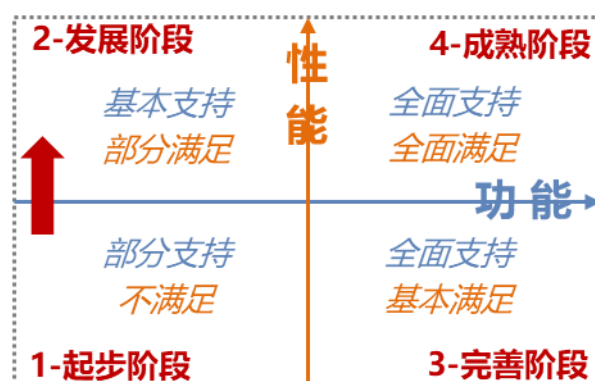 2-发展阶段
性能
4-成熟阶段
基本支持
部分满足
全面支持
全面满足
功能
部分支持
不满足
全面支持
基本满足
1-起步阶段
3-完善阶段